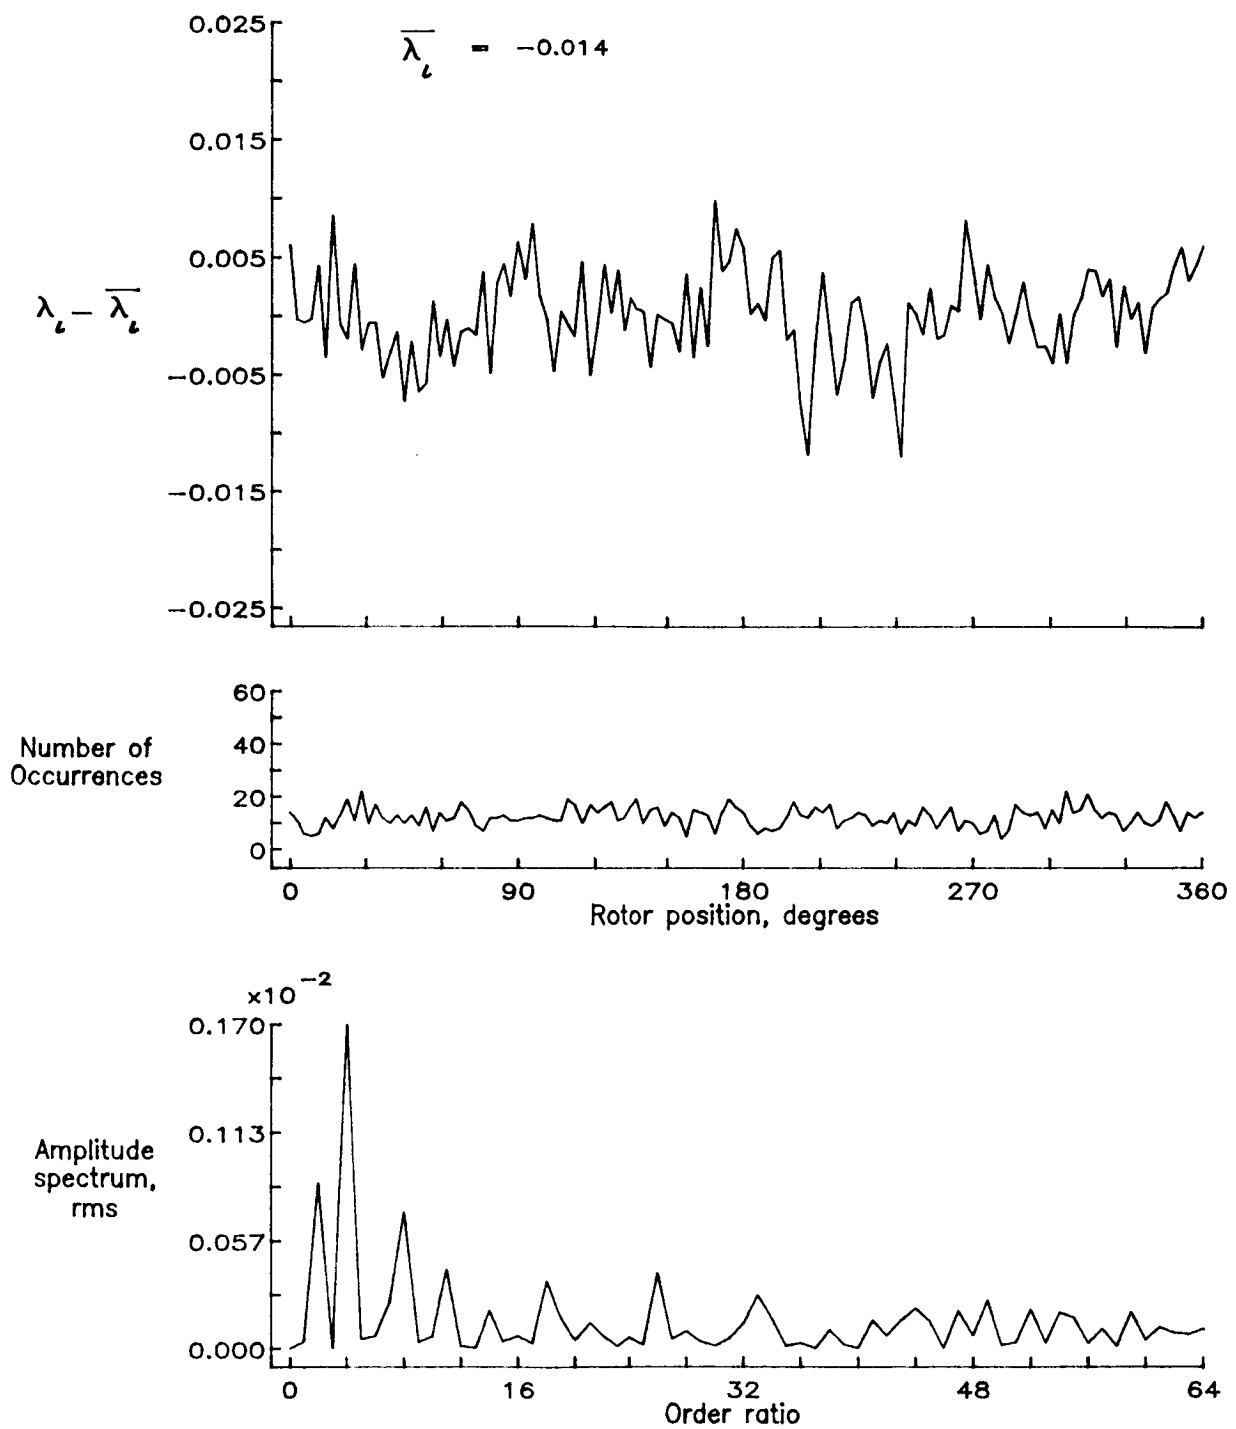 0.025
λ̅ι = −0.014
0.015
0.005
λι − λ̅ι
−0.005
−0.015
−0.025
60
Number of
Occurrences
40
20
0
0 90 180 270 360
Rotor position, degrees
x10 −2
0.170
0.113
Amplitude
spectrum,
rms
0.057
0.000
0 16 32 48 64
Order ratio